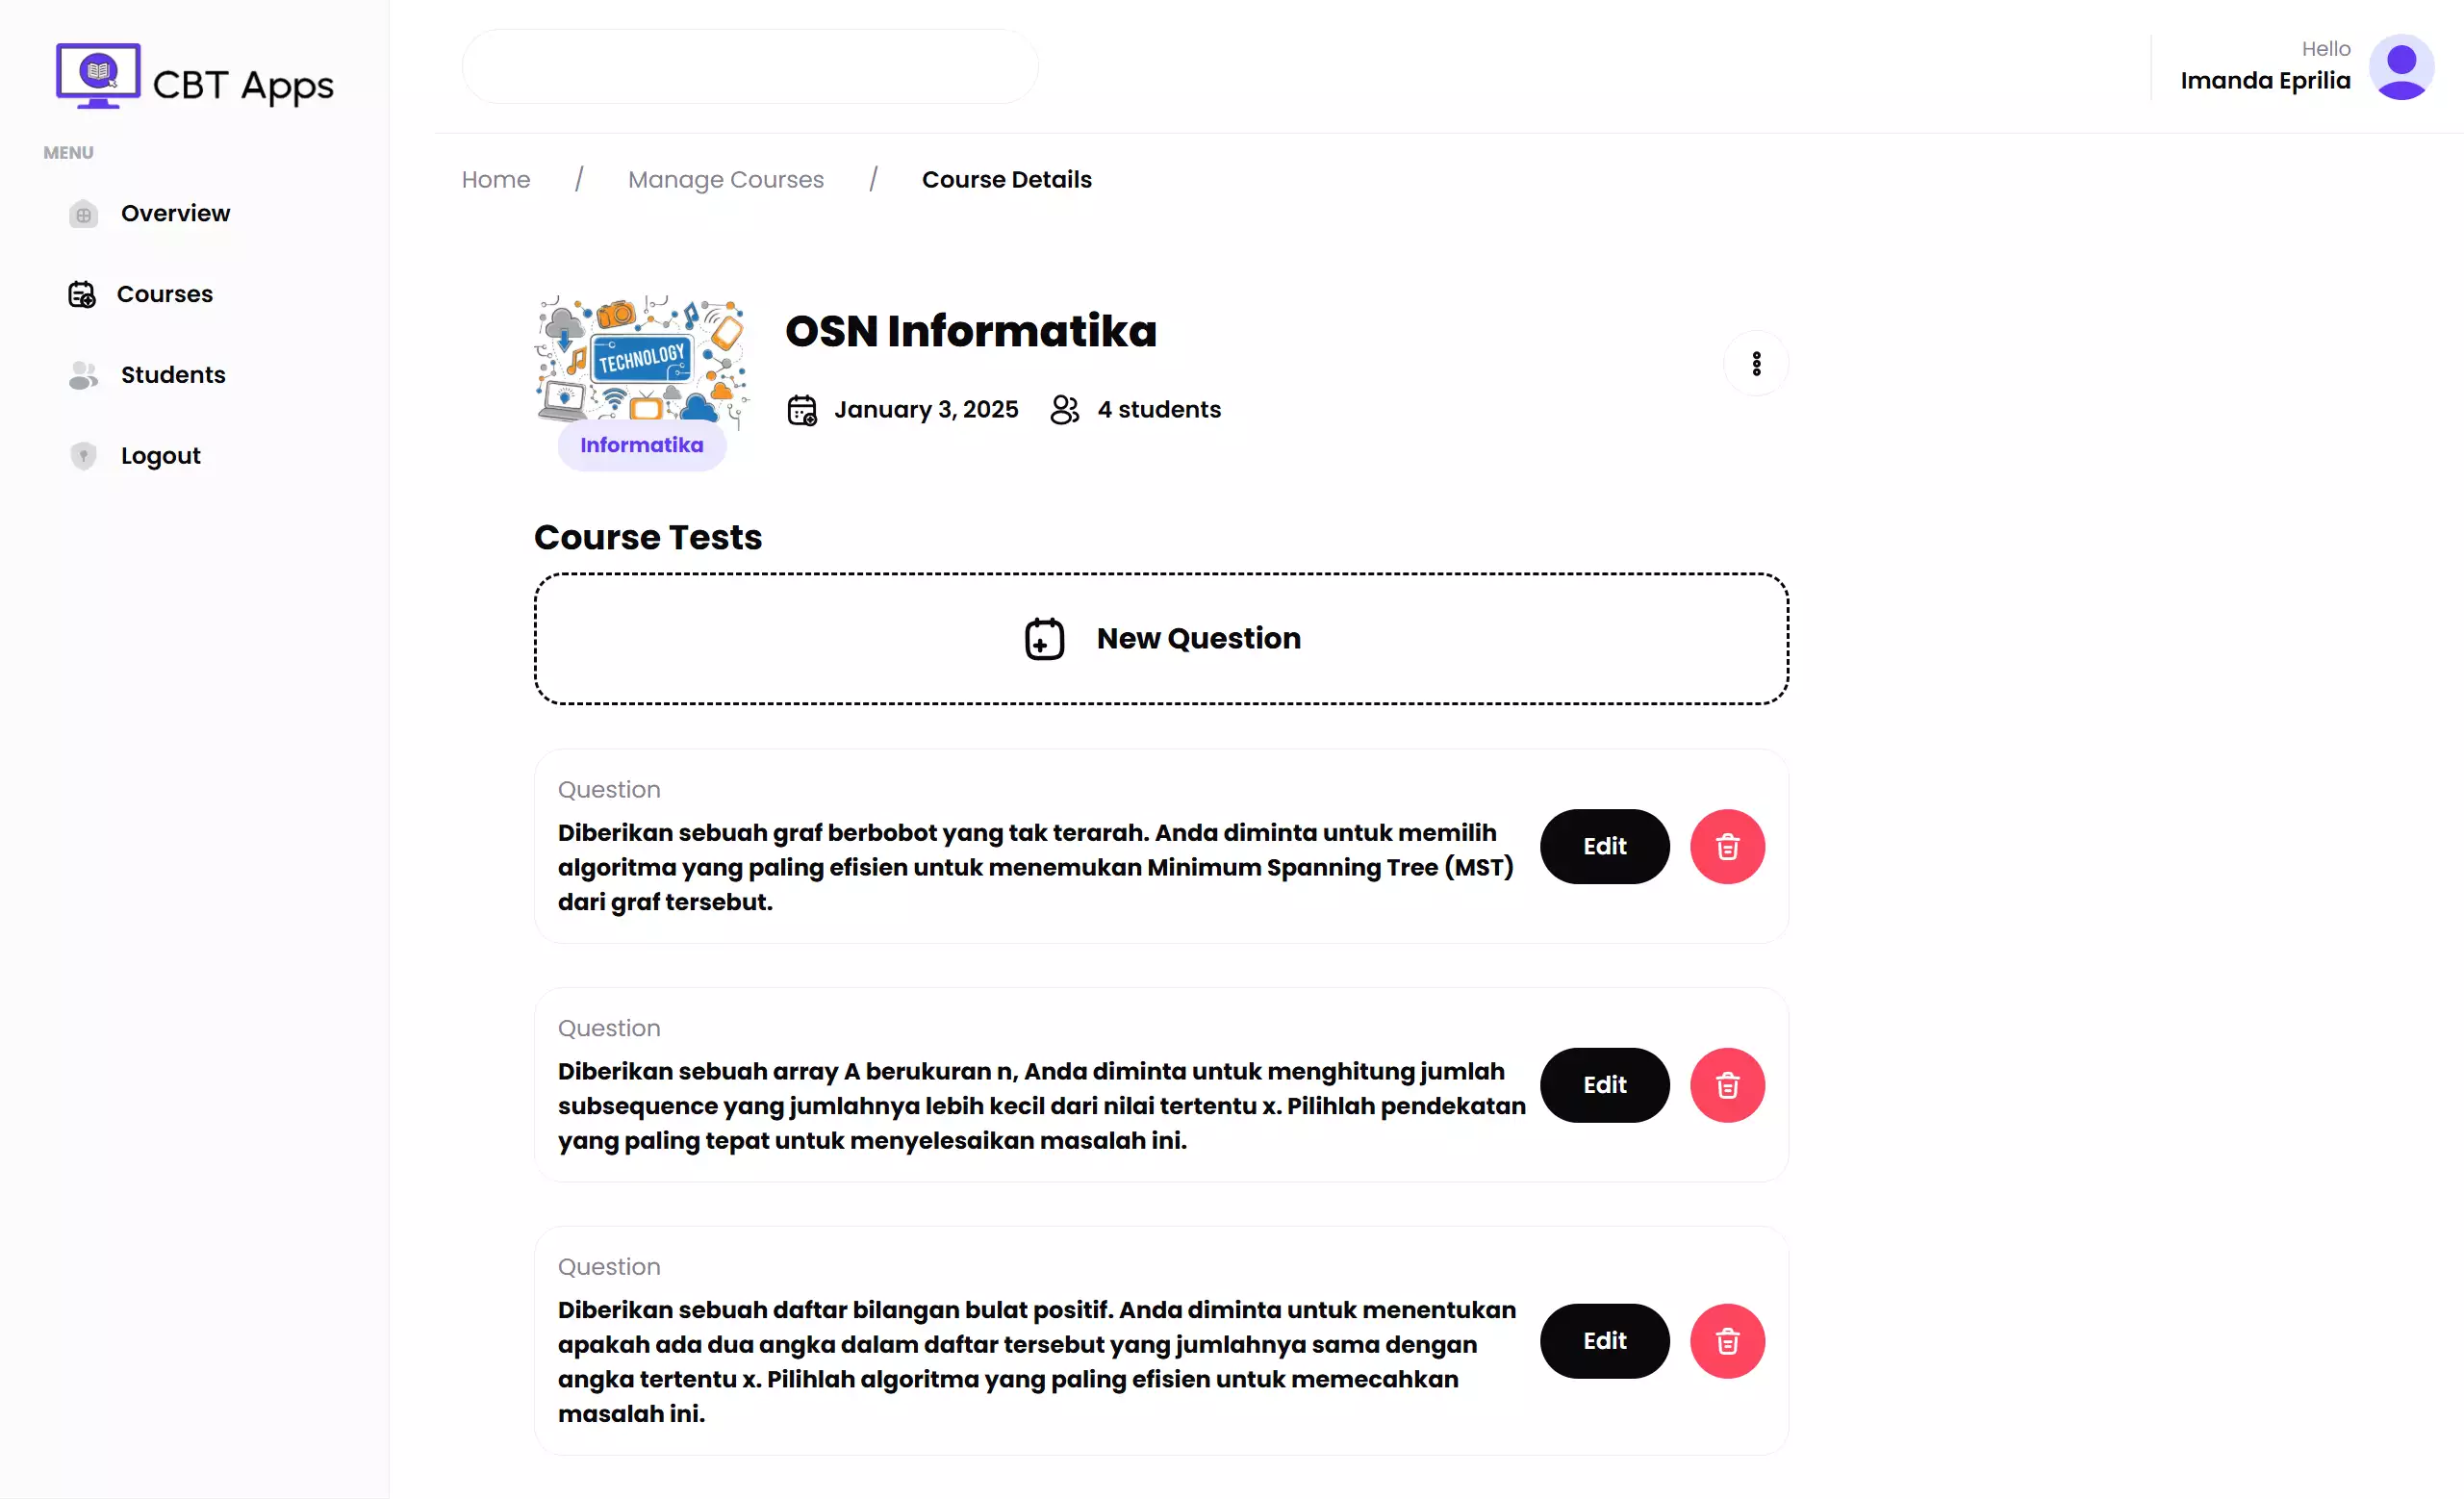 CBT Apps
Hello
Imanda Eprilia
MENU
Overview
Courses
Students
Logout
Home / Manage Courses / Course Details
TECHNOLOGY
Informatika
OSN Informatika
January 3, 2025
4 students
Course Tests
New Question
Question
Diberikan sebuah graf berbobot yang tak terarah. Anda diminta untuk memilih
algoritma yang paling efisien untuk menemukan Minimum Spanning Tree (MST)
dari graf tersebut.
Edit
Question
Diberikan sebuah array A berukuran n, Anda diminta untuk menghitung jumlah
subsequence yang jumlahnya lebih kecil dari nilai tertentu x. Pilihlah pendekatan
yang paling tepat untuk menyelesaikan masalah ini.
Edit
Question
Diberikan sebuah daftar bilangan bulat positif. Anda diminta untuk menentukan
apakah ada dua angka dalam daftar tersebut yang jumlahnya sama dengan
angka tertentu x. Pilihlah algoritma yang paling efisien untuk memecahkan
masalah ini.
Edit